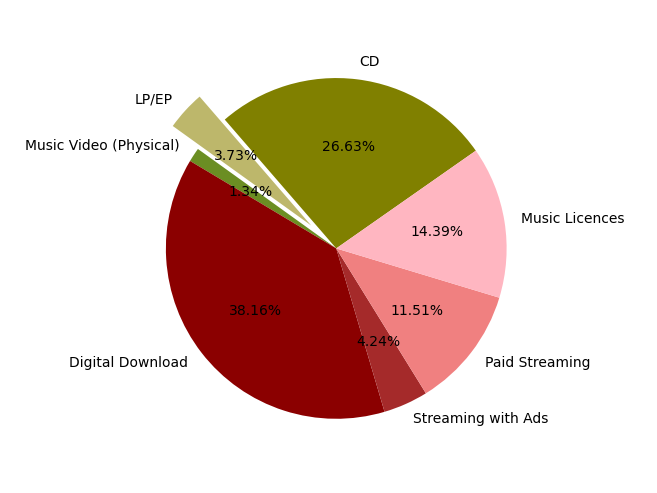 CD
LP/EP
Music Video (Physical)
26.63%
3.73%
1.34%
Music Licences
14.39%
38.16%
11.51%
4.24%
Digital Download
Paid Streaming
Streaming with Ads